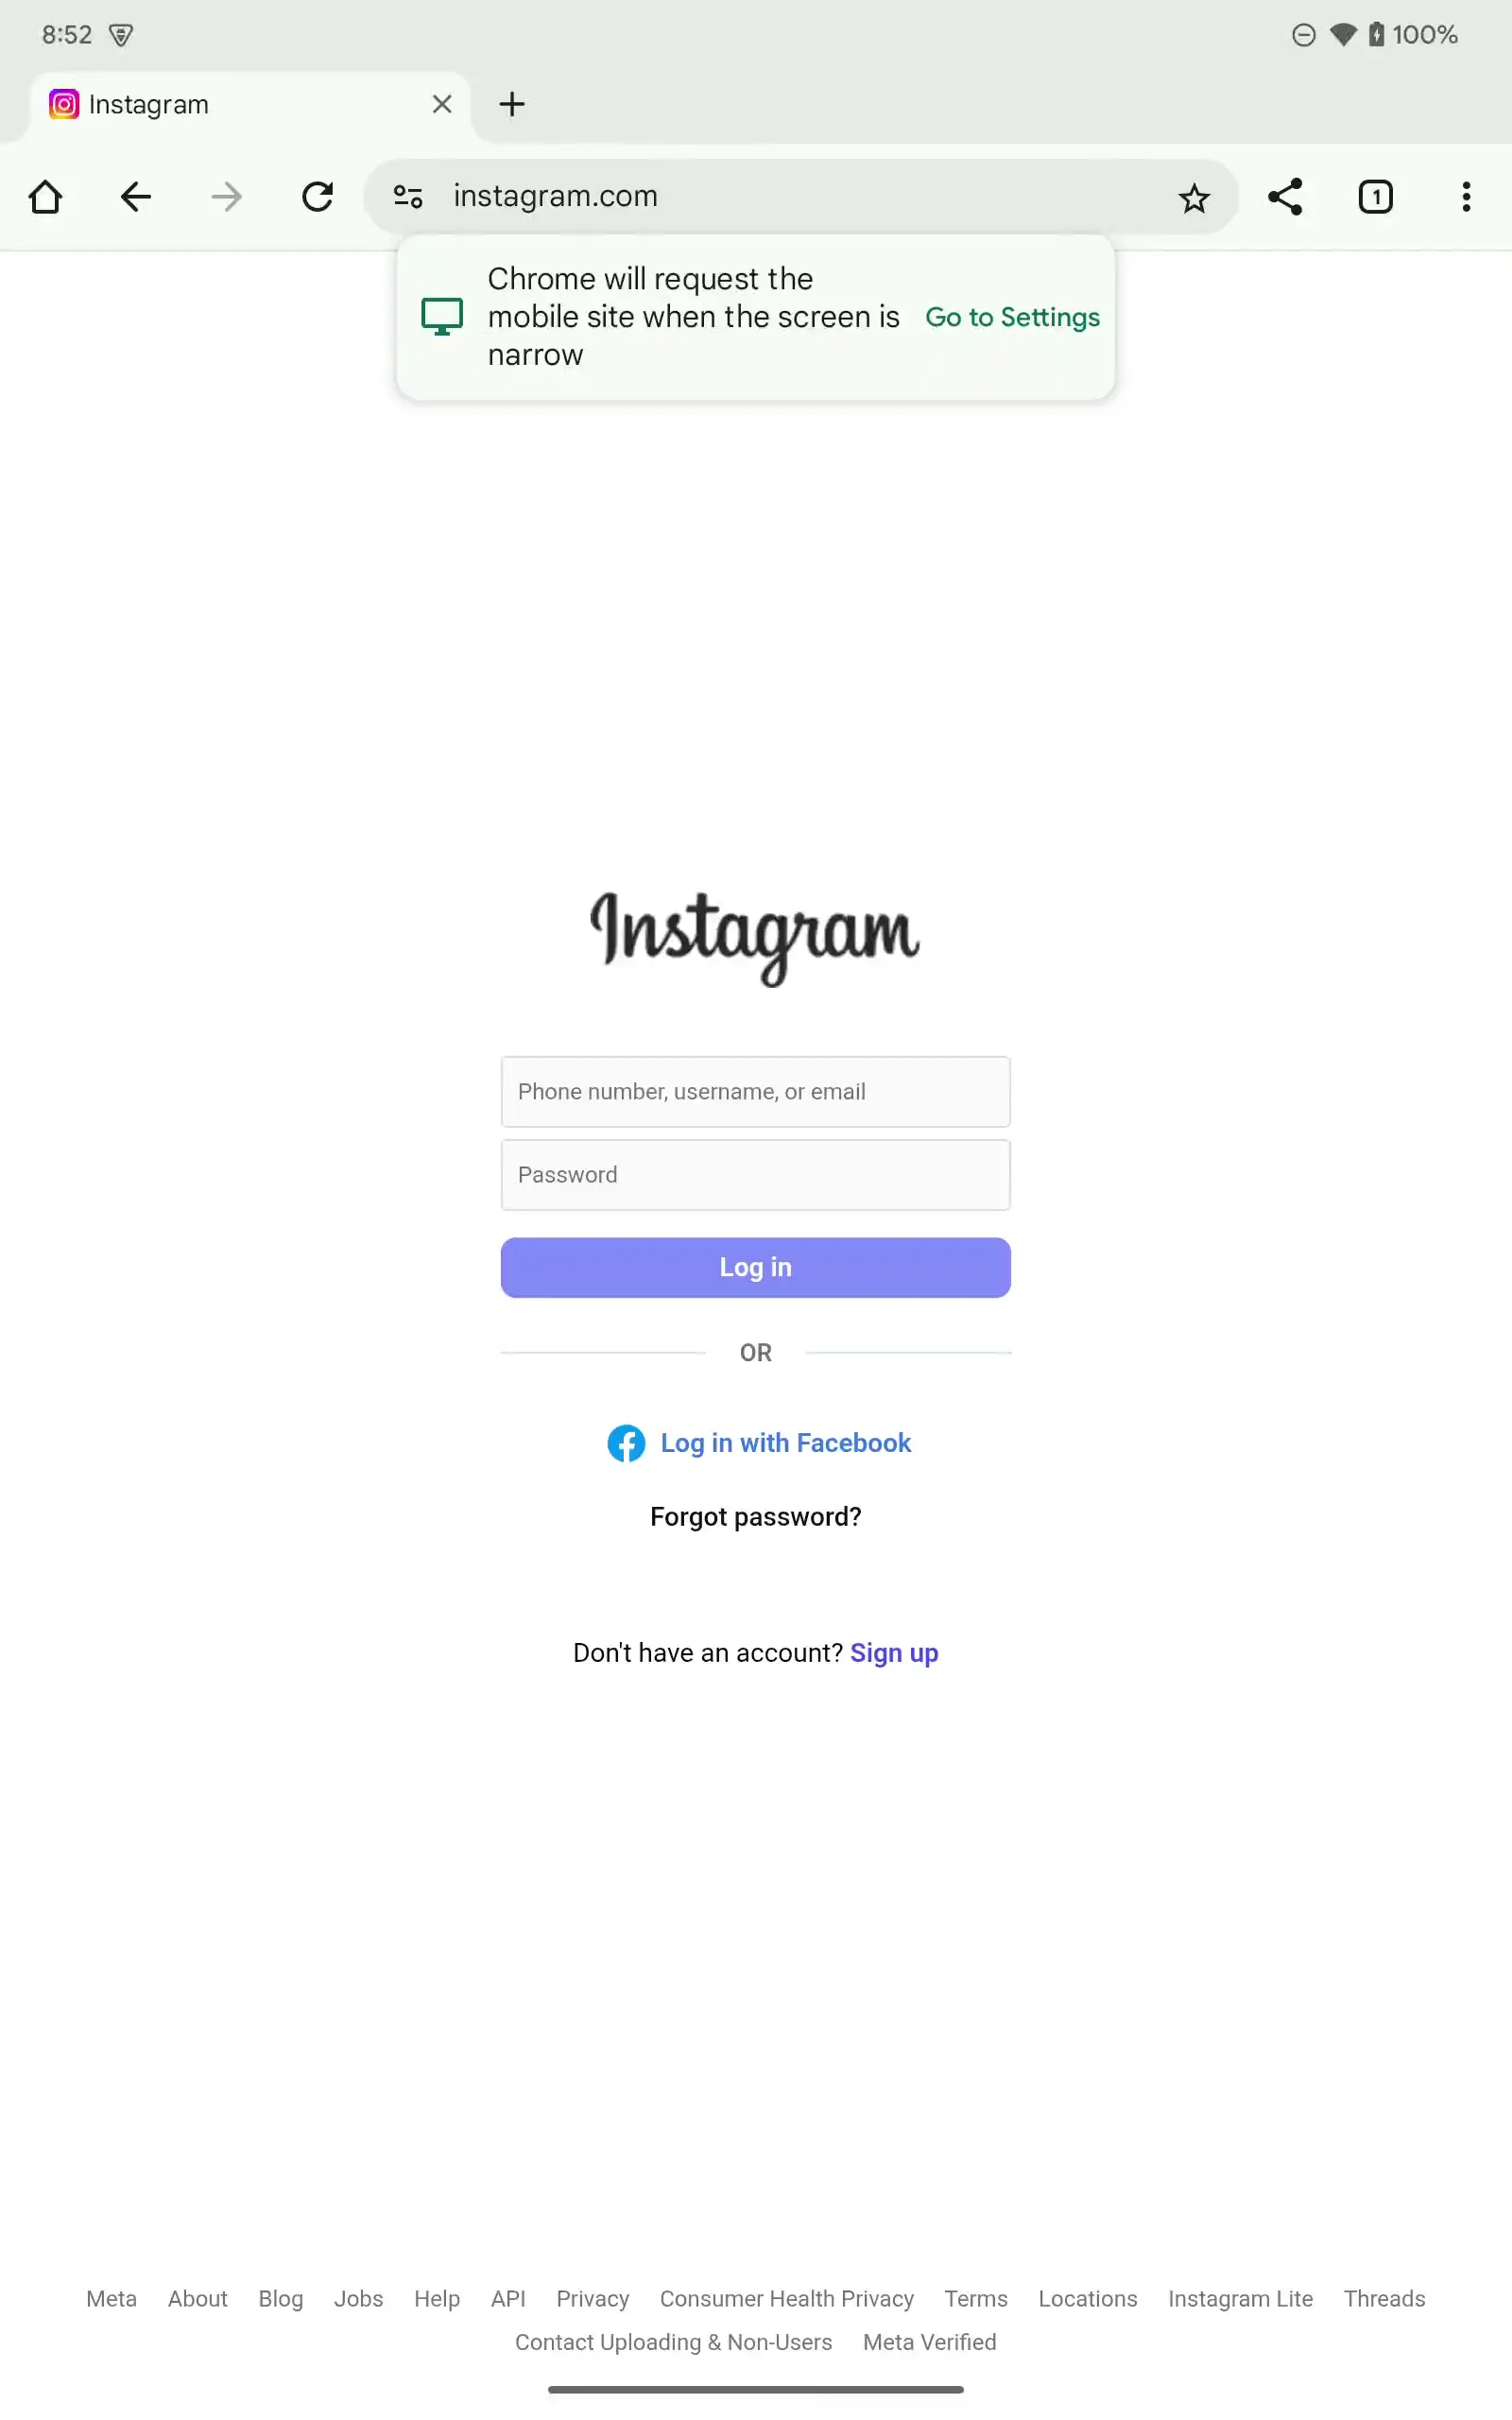 8:52 100%
Instagram
instagram.com 1
Chrome will request the
mobile site when the screen is
narrow
Go to Settings
Instagram
Phone number, username, or email
Password
Log in
OR
Log in with Facebook
Forgot password?
Don't have an account? Sign up
Meta About Blog Jobs Help API Privacy Consumer Health Privacy Terms Locations Instagram Lite Threads
Contact Uploading & Non-Users Meta Verified